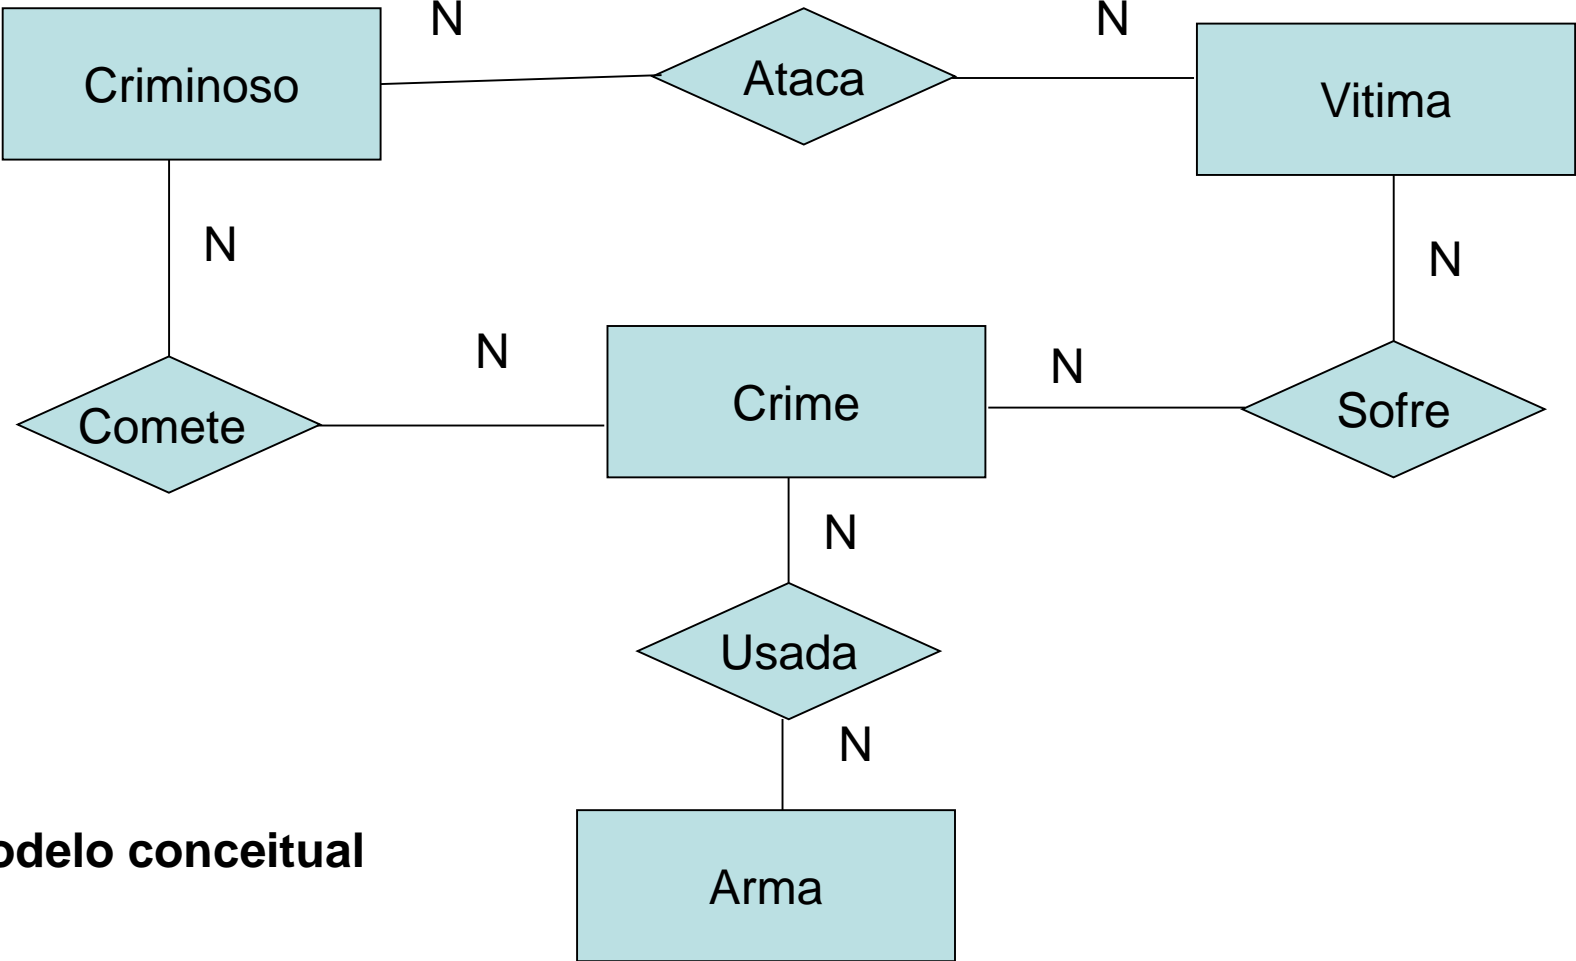 N
N
Criminoso
Ataca
Vitima
N
N
N
N
Comete
Crime
Sofre
N
Usada
N
odelo conceitual
Arma